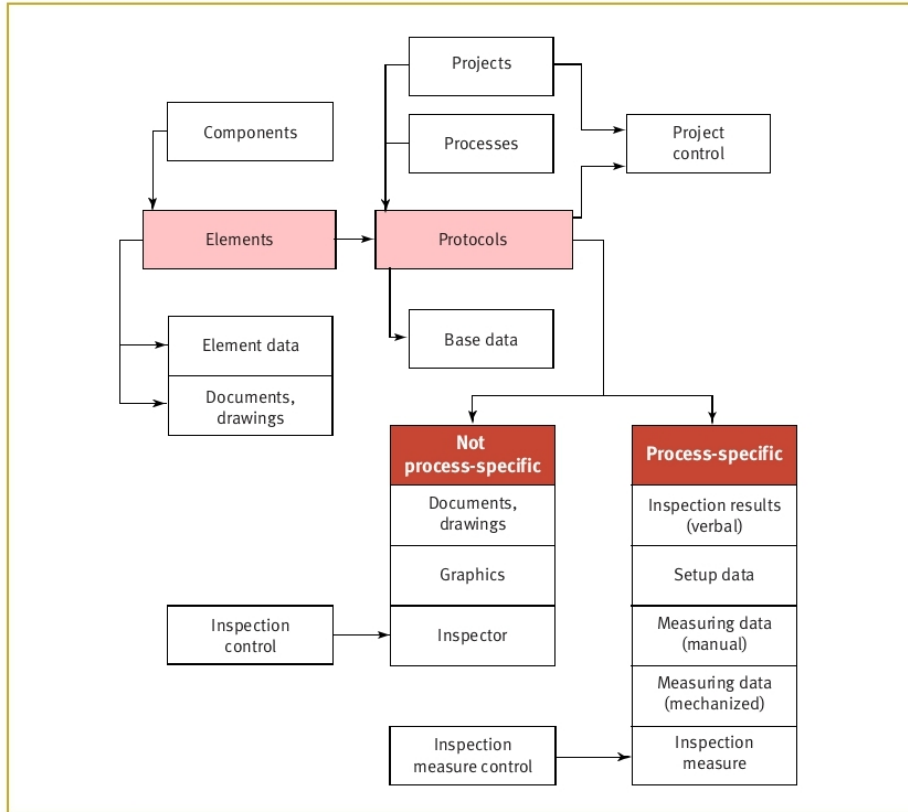 Projects
Components
Processes
Project
control
Elements
Protocols
Element data
Base data
Documents,
drawings
Not
process-specific
Documents,
drawings
Graphics
Inspector
Process-specific
Inspection results
(verbal)
Setup data
Measuring data
(manual)
Measuring data
(mechanized)
Inspection
measure
Inspection
control
Inspection
measure control